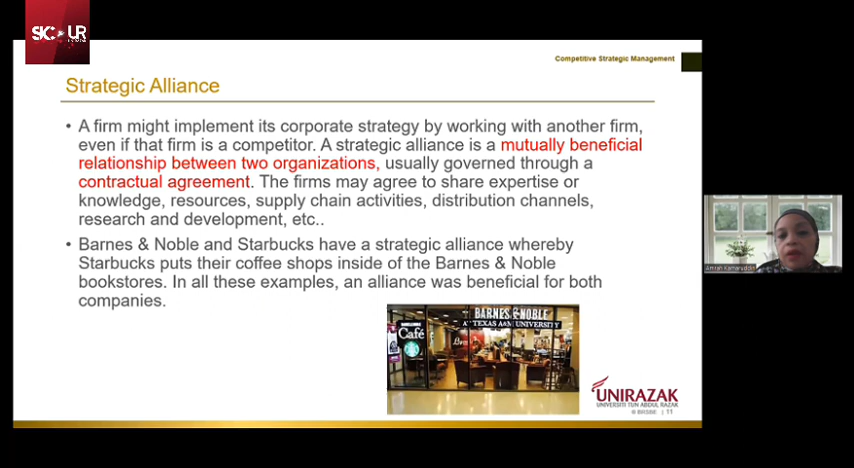 Competitive Strategic Management
Strategic Alliance
• A firm might implement its corporate strategy by working with another firm,
even if that firm is a competitor. A strategic alliance is a mutually beneficial
relationship between two organizations, usually governed through a
contractual agreement. The firms may agree to share expertise or
knowledge, resources, supply chain activities, distribution channels,
research and development, etc..
• Barnes & Noble and Starbucks have a strategic alliance whereby
Starbucks puts their coffee shops inside of the Barnes & Noble
bookstores. In all these examples, an alliance was beneficial for both
companies.
BARNES & NOBLE
AT TEXAS A&M UNIVERSITY
Café
UNIRAZAK
UNIVERSITI TUN ABDUL RAZAK
| 11
Amran Kamaruddin